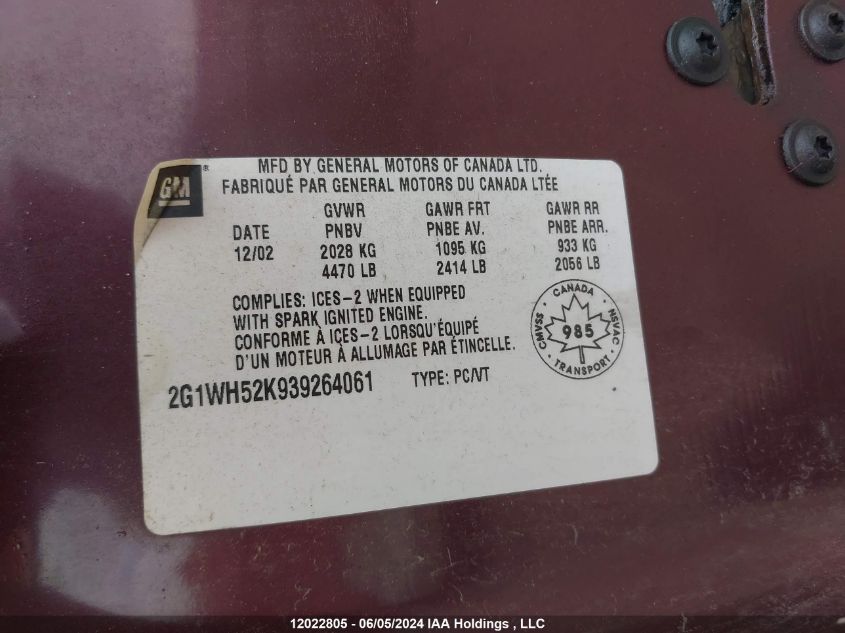 GM ®
MFD BY GENERAL MOTORS OF CANADA LTD.
FABRIQUÉ PAR GENERAL MOTORS DU CANADA LTÉE
GVWR GAWR FRT GAWR RR
DATE PNBV PNBE AV. PNBE ARR.
12/02 2028 KG 1095 KG 933 KG
4470 LB 2414 LB 2056 LB
COMPLIES: ICES-2 WHEN EQUIPPED
WITH SPARK IGNITED ENGINE.
CONFORME À ICES-2 LORSQU'ÉQUIPÉ
D'UN MOTEUR À ALLUMAGE PAR ÉTINCELLE.
CANADA
CMVSS 985 NSVAC
TRANSPORT
2G1WH52K939264061 TYPE: PC/VT
12022805 - 06/05/2024 IAA Holdings , LLC